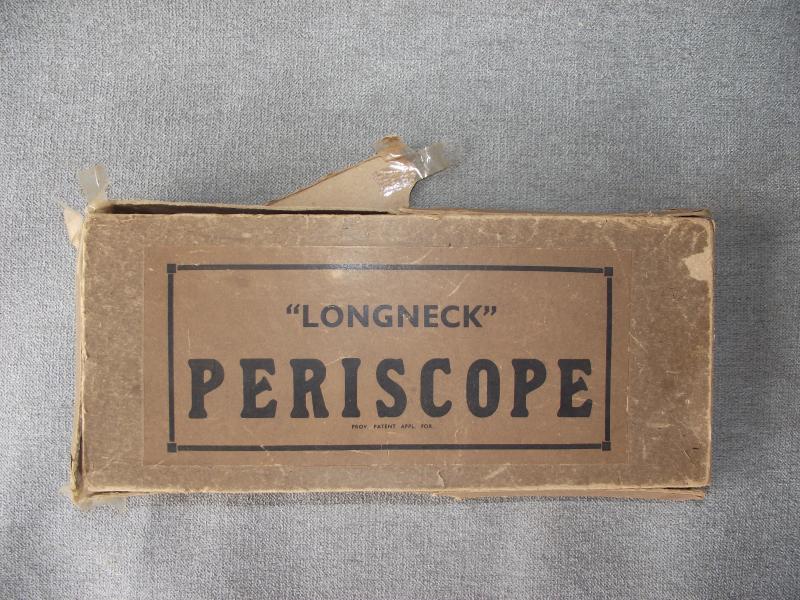 “LONGNECK”
PERISCOPE
PROV. PATENT APPL. FOR.